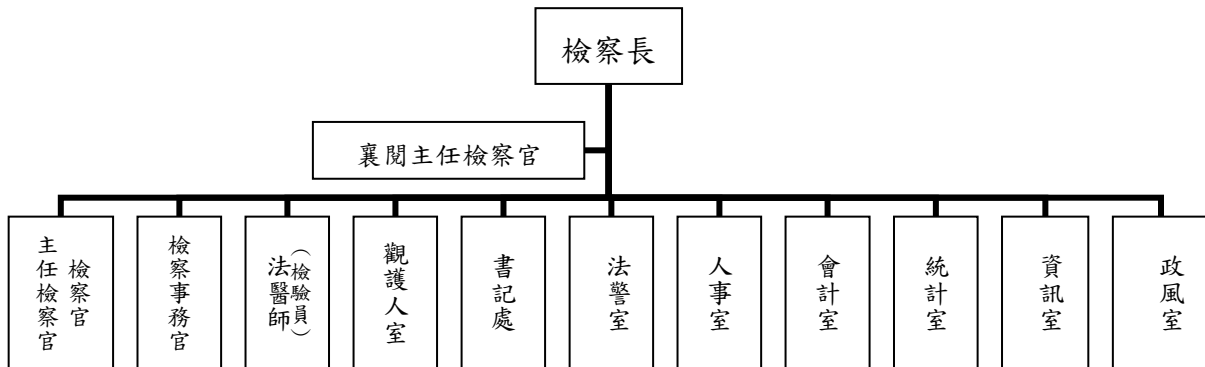 檢察長
襄閱主任檢察官
主任檢察官
檢察官
檢察事務官
法醫師
（檢驗員）
觀護人室
書記處
法警室
人事室
會計室
統計室
資訊室
政風室